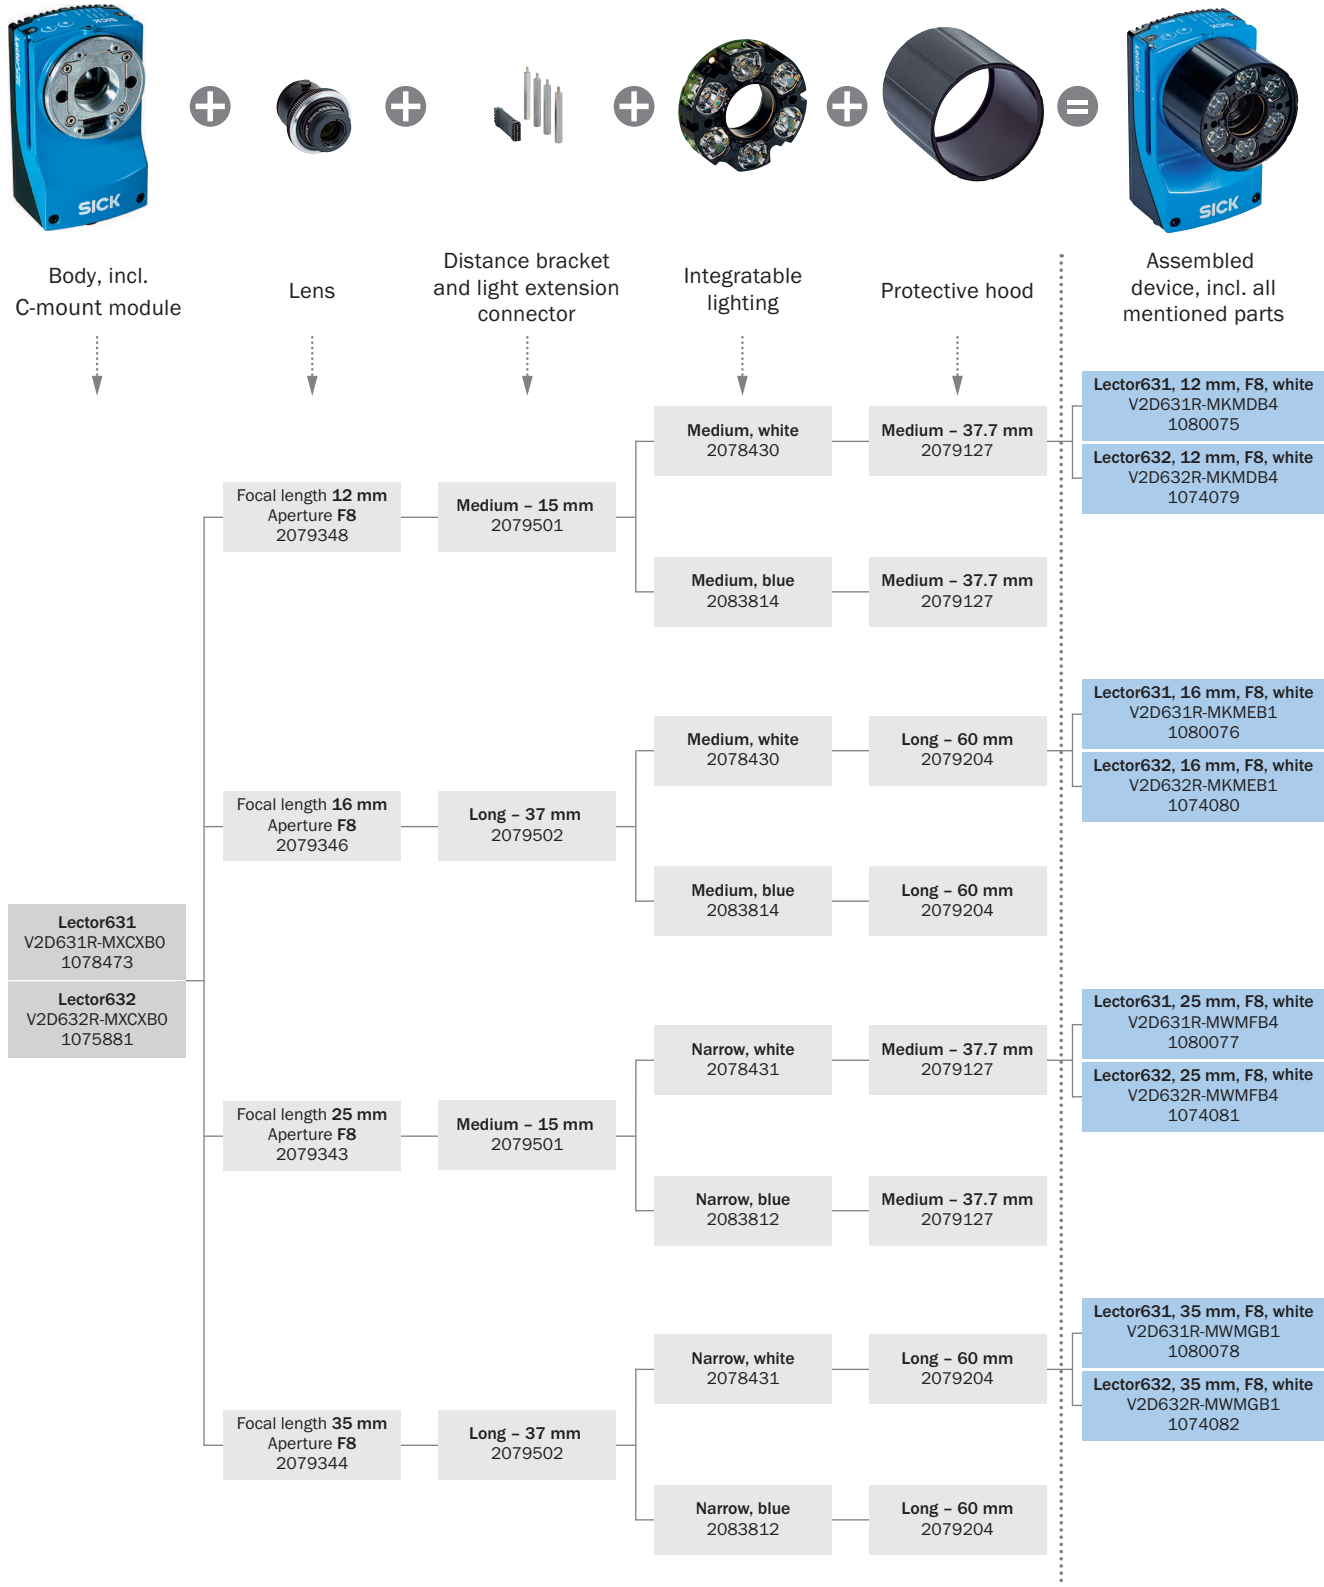 SICK
SICK
Body, incl.
C-mount module
Lens
Distance bracket
and light extension
connector
Integratable
lighting
Protective hood
Assembled
device, incl. all
mentioned parts
Lector631
V2D631R-MXCXB0
1078473
Lector632
V2D632R-MXCXB0
1075881
Focal length 12 mm
Aperture F8
2079348
Medium – 15 mm
2079501
Medium, white
2078430
Medium – 37.7 mm
2079127
Lector631, 12 mm, F8, white
V2D631R-MKMDB4
1080075
Lector632, 12 mm, F8, white
V2D632R-MKMDB4
1074079
Medium, blue
2083814
Medium – 37.7 mm
2079127
Focal length 16 mm
Aperture F8
2079346
Long – 37 mm
2079502
Medium, white
2078430
Long – 60 mm
2079204
Lector631, 16 mm, F8, white
V2D631R-MKMEB1
1080076
Lector632, 16 mm, F8, white
V2D632R-MKMEB1
1074080
Medium, blue
2083814
Long – 60 mm
2079204
Focal length 25 mm
Aperture F8
2079343
Medium – 15 mm
2079501
Narrow, white
2078431
Medium – 37.7 mm
2079127
Lector631, 25 mm, F8, white
V2D631R-MWMFB4
1080077
Lector632, 25 mm, F8, white
V2D632R-MWMFB4
1074081
Narrow, blue
2083812
Medium – 37.7 mm
2079127
Focal length 35 mm
Aperture F8
2079344
Long – 37 mm
2079502
Narrow, white
2078431
Long – 60 mm
2079204
Lector631, 35 mm, F8, white
V2D631R-MWMGB1
1080078
Lector632, 35 mm, F8, white
V2D632R-MWMGB1
1074082
Narrow, blue
2083812
Long – 60 mm
2079204